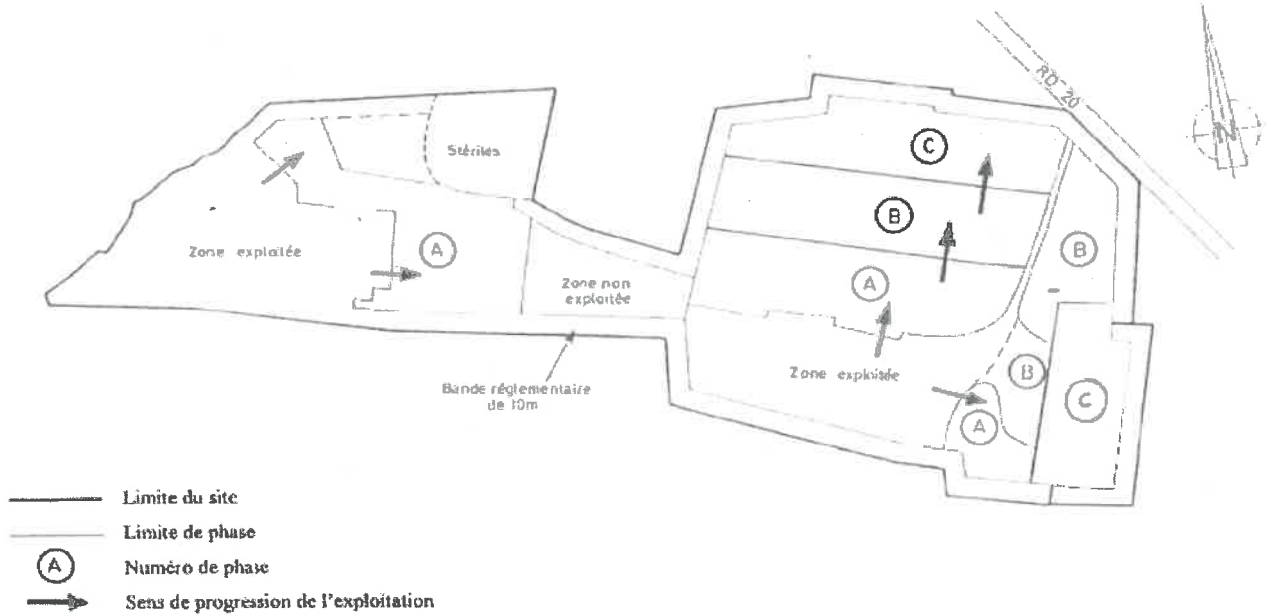 RD 20
N
C
Stérites
B
A
B
Zone exploitée
Zone non
exploitée
A
Bande réglementaire
de 10m
Zone exploitée
B
C
A
Limite du site
Limite de phase
A
Numéro de phase
Sens de progression de l'exploitation